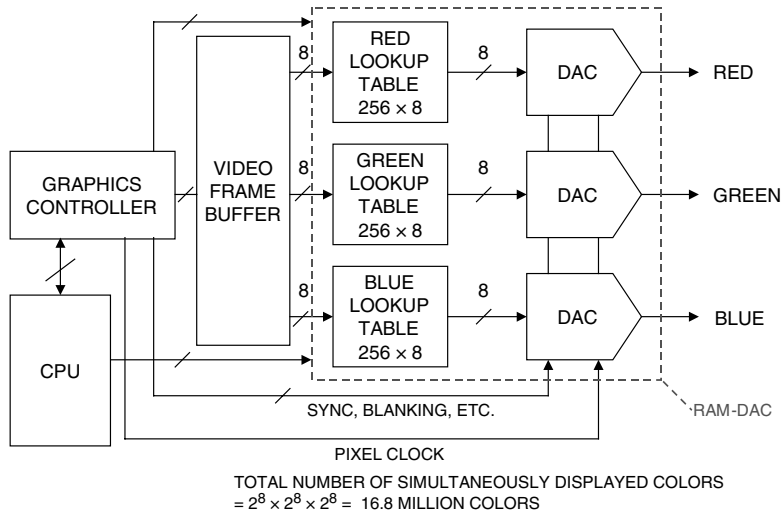 RED
LOOKUP
TABLE
256 × 8
8
8
DAC
RED
GRAPHICS
CONTROLLER
VIDEO
FRAME
BUFFER
8
GREEN
LOOKUP
TABLE
256 × 8
8
DAC
GREEN
CPU
8
BLUE
LOOKUP
TABLE
256 × 8
8
DAC
BLUE
SYNC, BLANKING, ETC.
RAM-DAC
PIXEL CLOCK
TOTAL NUMBER OF SIMULTANEOUSLY DISPLAYED COLORS
= 2⁸ × 2⁸ × 2⁸ = 16.8 MILLION COLORS